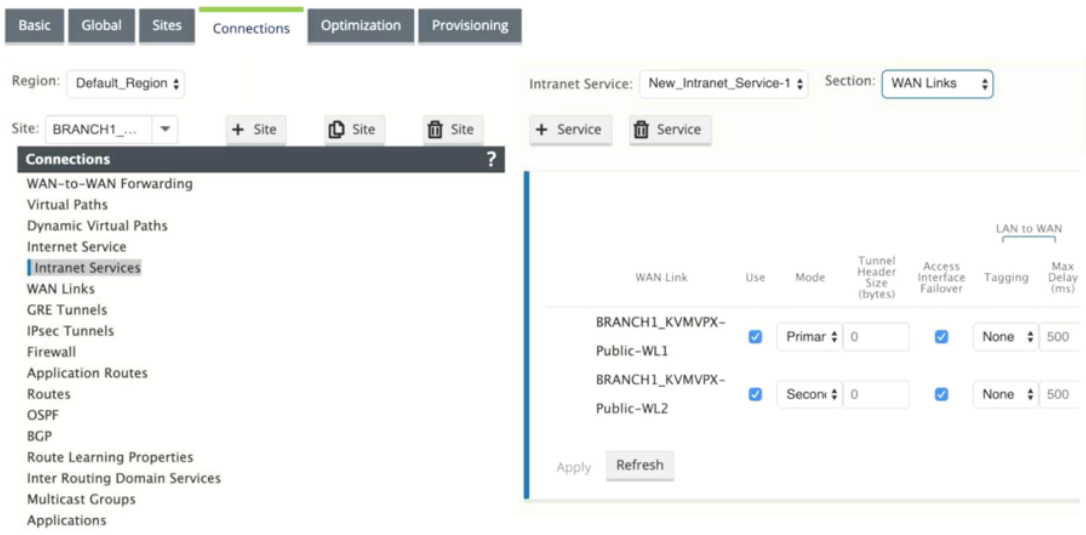 Basic Global Sites Connections Optimization Provisioning
Region: Default_Region
Intranet Service: New_Intranet_Service-1 Section: WAN Links
Site: BRANCH1_... + Site Site Site
+ Service Service
Connections ?
WAN-to-WAN Forwarding
Virtual Paths
Dynamic Virtual Paths
Internet Service
Intranet Services
WAN Links
GRE Tunnels
IPsec Tunnels
Firewall
Application Routes
Routes
OSPF
BGP
Route Learning Properties
Inter Routing Domain Services
Multicast Groups
Applications
LAN to WAN
WAN Link Use Mode Tunnel Header Size (bytes) Access Interface Failover Tagging Max Delay (ms)
BRANCH1_KVMVPX-
Public-WL1 Primar 0 None 500
BRANCH1_KVMVPX-
Public-WL2 Secon 0 None 500
Apply Refresh